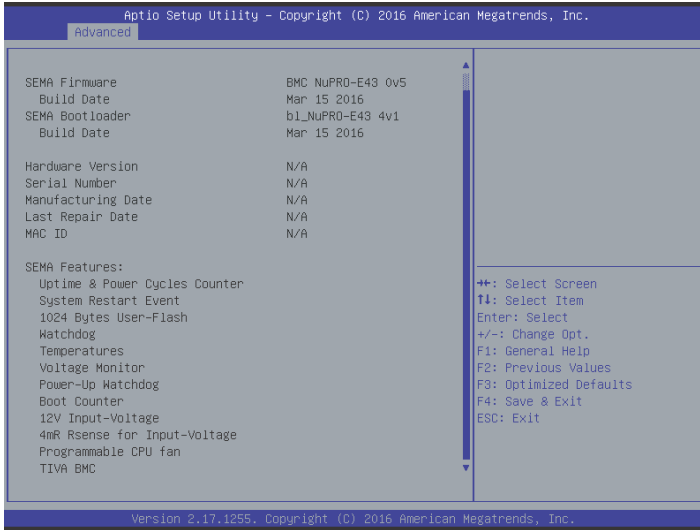 Aptio Setup Utility – Copyright (C) 2016 American Megatrends, Inc.
Advanced
SEMA Firmware BMC NuPRO-E43 0v5
Build Date Mar 15 2016
SEMA Bootloader bl_NuPRO-E43 4v1
Build Date Mar 15 2016
Hardware Version N/A
Serial Number N/A
Manufacturing Date N/A
Last Repair Date N/A
MAC ID N/A
SEMA Features:
Uptime & Power Cycles Counter
System Restart Event
1024 Bytes User-Flash
Watchdog
Temperatures
Voltage Monitor
Power-Up Watchdog
Boot Counter
12V Input-Voltage
4mR Rsense for Input-Voltage
Programmable CPU fan
TIVA BMC
→←: Select Screen
↑↓: Select Item
Enter: Select
+/-: Change Opt.
F1: General Help
F2: Previous Values
F3: Optimized Defaults
F4: Save & Exit
ESC: Exit
Version 2.17.1255. Copyright (C) 2016 American Megatrends, Inc.